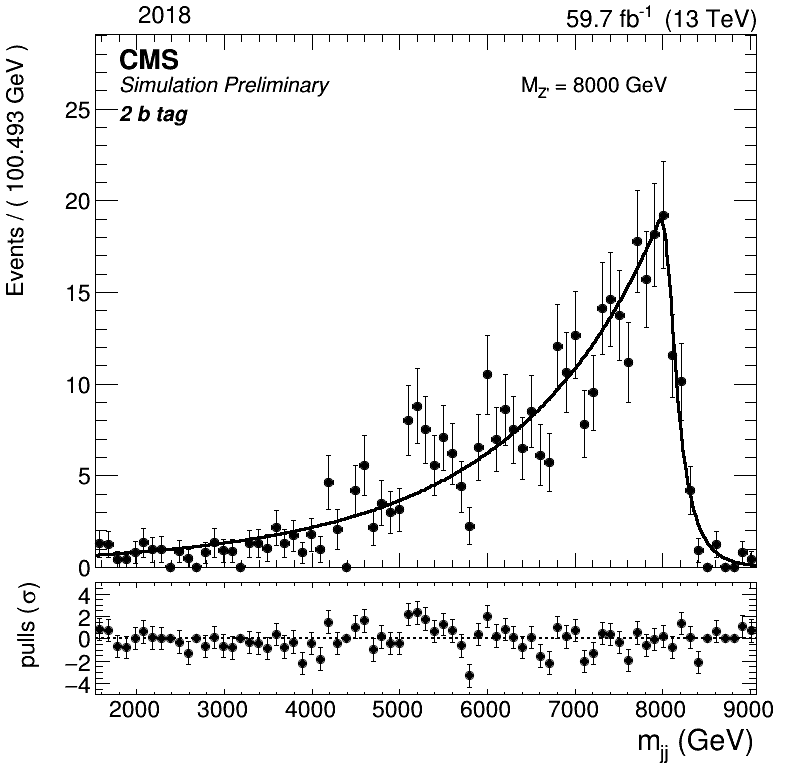 2018
59.7 fb-1 (13 TeV)
CMS
Simulation Preliminary
2 b tag
MZ' = 8000 GeV
Events / ( 100.493 GeV )
25
20
15
10
5
0
pulls (σ)
4
2
0
−2
−4
2000 3000 4000 5000 6000 7000 8000 9000
mjj (GeV)